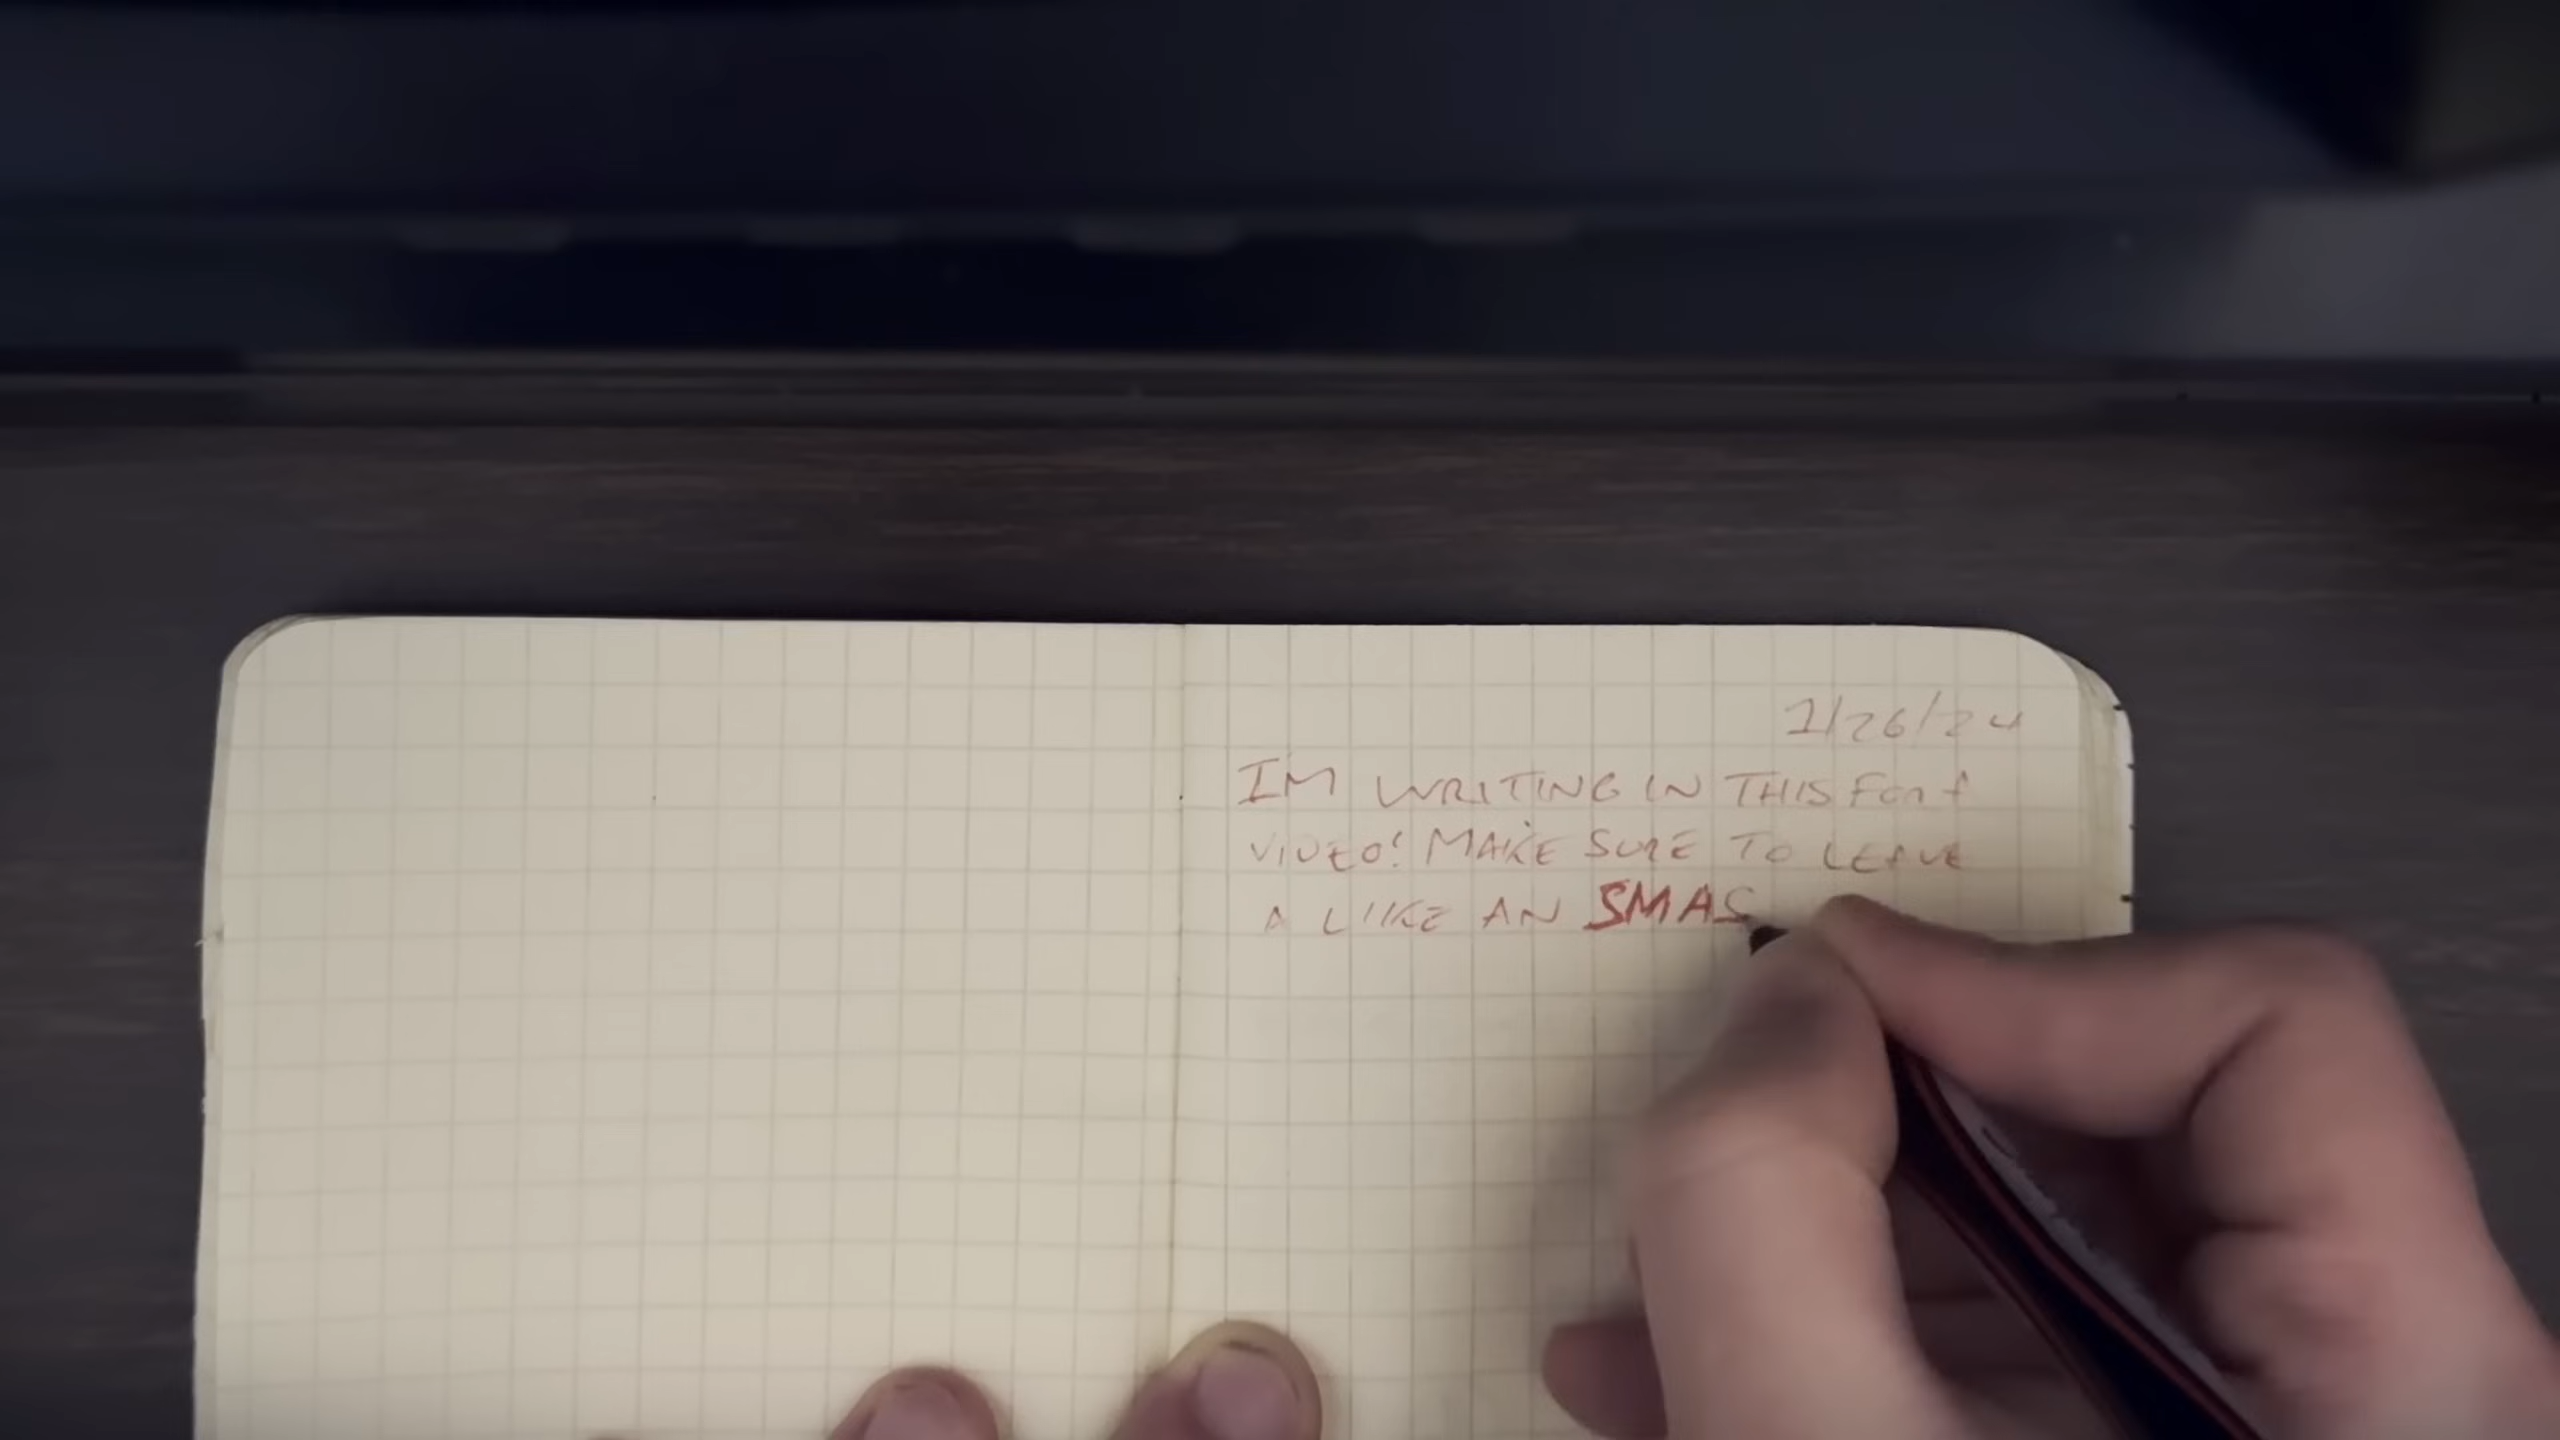 1/26/24
IM WRITING IN THIS Font
VIDEO! MAKE SURE TO LEAVE
A LIKE AN SMAS